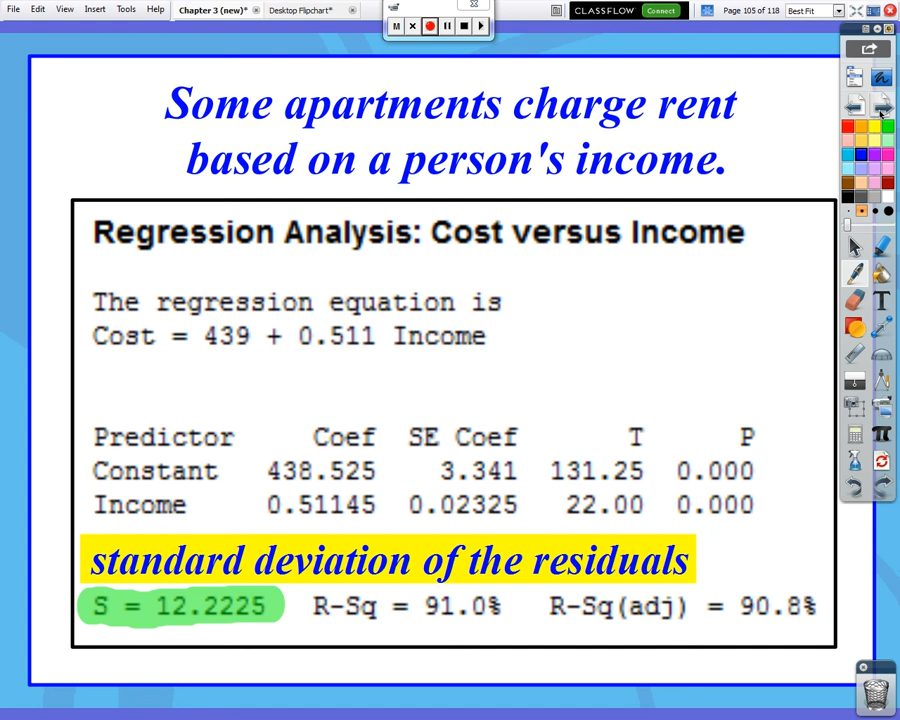 File Edit View Insert Tools Help Chapter 3 (new)* Desktop Flipchart* CLASSFLOW Connect Page 105 of 118 Best Fit
M
Some apartments charge rent
based on a person's income.
Regression Analysis: Cost versus Income
The regression equation is
Cost = 439 + 0.511 Income
Predictor Coef SE Coef T P
Constant 438.525 3.341 131.25 0.000
Income 0.51145 0.02325 22.00 0.000
standard deviation of the residuals
S = 12.2225 R-Sq = 91.0% R-Sq(adj) = 90.8%